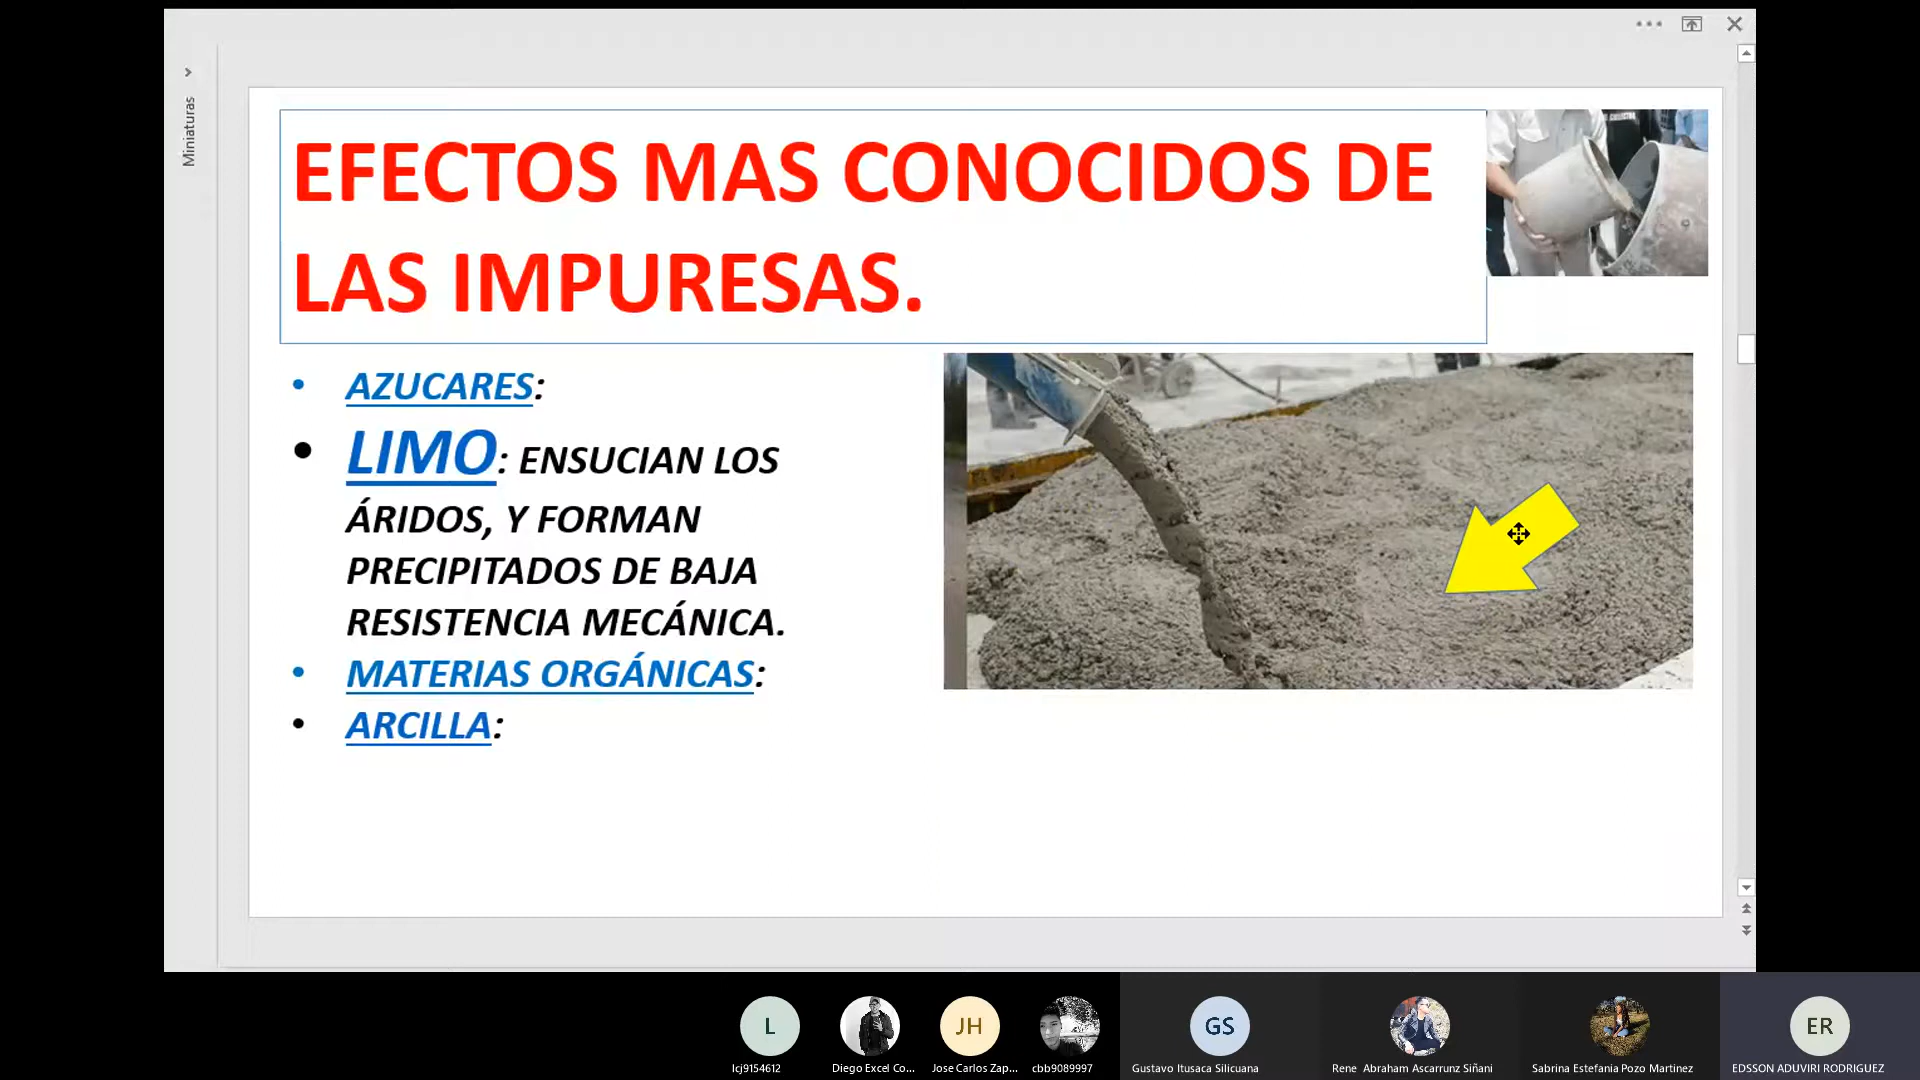 Miniaturas
EFECTOS MAS CONOCIDOS DE
LAS IMPURESAS.
• AZUCARES:
• LIMO: ENSUCIAN LOS
ÁRIDOS, Y FORMAN
PRECIPITADOS DE BAJA
RESISTENCIA MECÁNICA.
• MATERIAS ORGÁNICAS:
• ARCILLA:
L
JH
GS
ER
lcj9154612
Diego Excel Co...
Jose Carlos Zap...
cbb9089997
Gustavo Itusaca Silicuana
Rene Abraham Ascarrunz Siñani
Sabrina Estefania Pozo Martinez
EDSSON ADUVIRI RODRIGUEZ